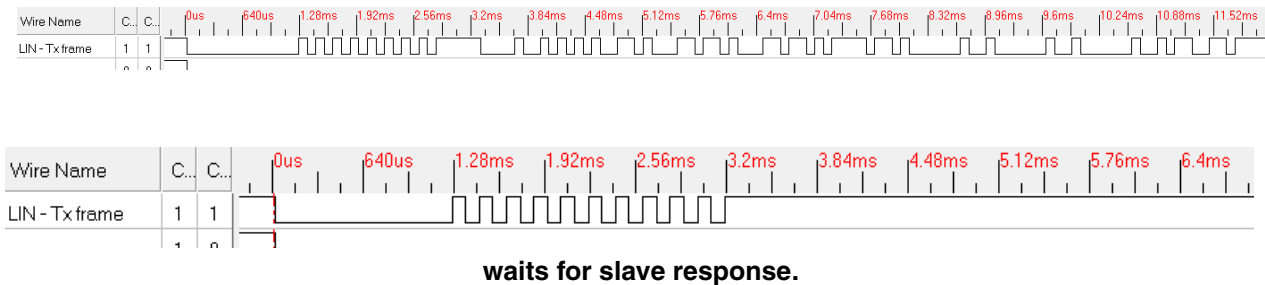 Wire Name C... C... 0us 640us 1.28ms 1.92ms 2.56ms 3.2ms 3.84ms 4.48ms 5.12ms 5.76ms 6.4ms 7.04ms 7.68ms 8.32ms 8.96ms 9.6ms 10.24ms 10.88ms 11.52ms
LIN - Tx frame 1 1
Wire Name C... C... 0us 640us 1.28ms 1.92ms 2.56ms 3.2ms 3.84ms 4.48ms 5.12ms 5.76ms 6.4ms
LIN - Tx frame 1 1
waits for slave response.